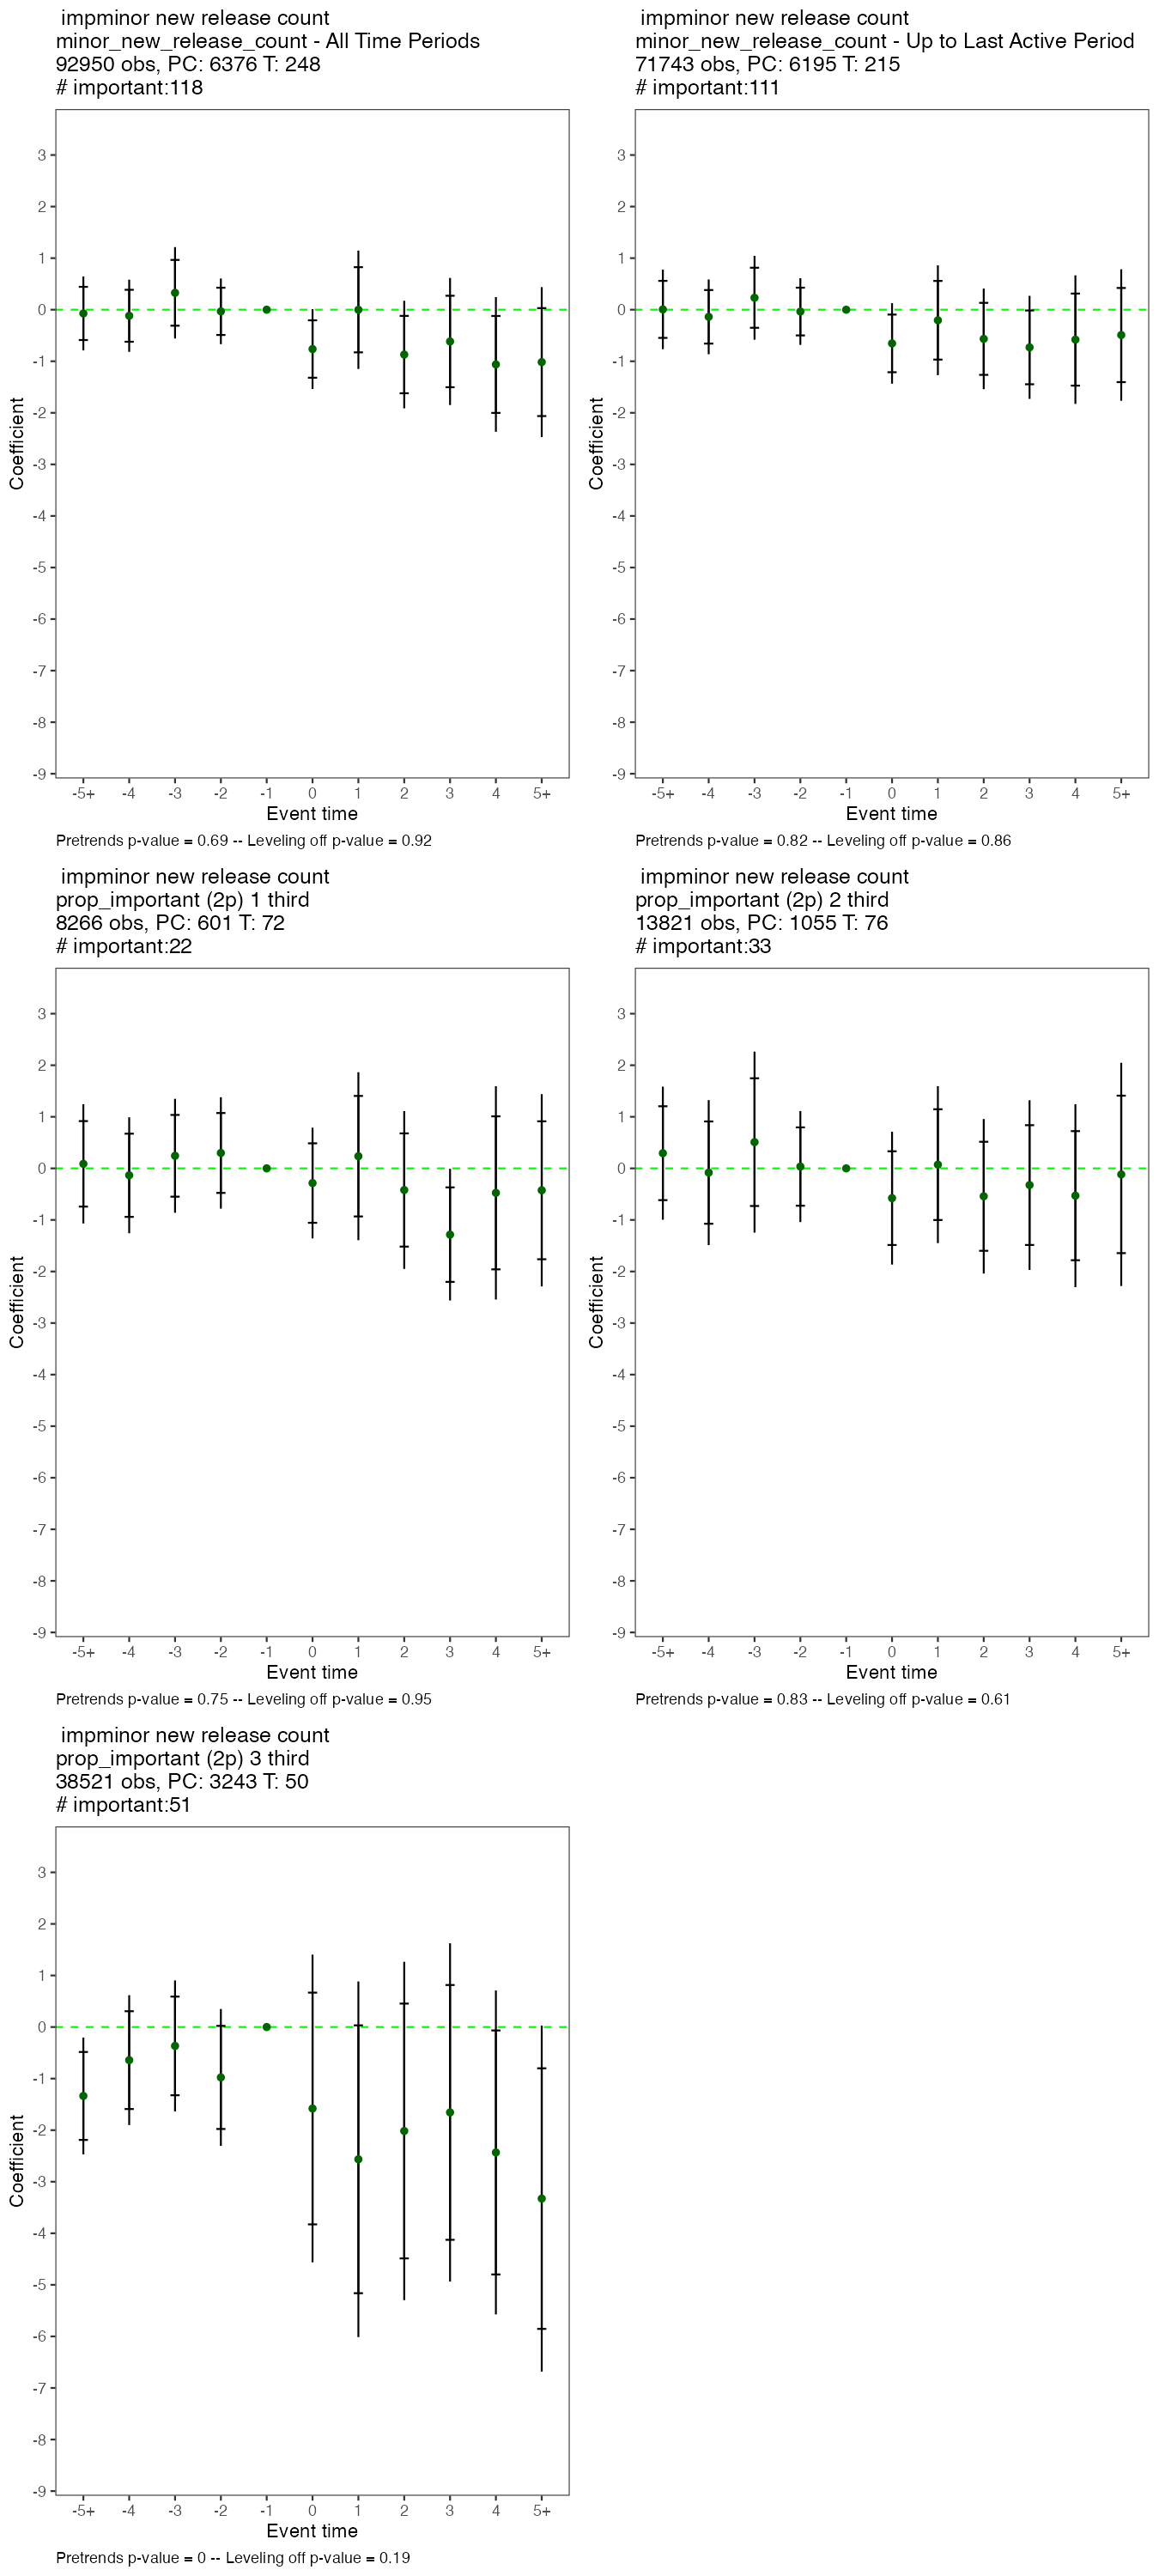 impminor new release count
minor_new_release_count - All Time Periods
92950 obs, PC: 6376 T: 248
# important:118
3
2
1
0
-1
-2
-3
-4
-5
-6
-7
-8
-9
Coefficient
-5+ -4 -3 -2 -1 0 1 2 3 4 5+
Event time
Pretrends p-value = 0.69 -- Leveling off p-value = 0.92
impminor new release count
minor_new_release_count - Up to Last Active Period
71743 obs, PC: 6195 T: 215
# important:111
3
2
1
0
-1
-2
-3
-4
-5
-6
-7
-8
-9
Coefficient
-5+ -4 -3 -2 -1 0 1 2 3 4 5+
Event time
Pretrends p-value = 0.82 -- Leveling off p-value = 0.86
impminor new release count
prop_important (2p) 1 third
8266 obs, PC: 601 T: 72
# important:22
3
2
1
0
-1
-2
-3
-4
-5
-6
-7
-8
-9
Coefficient
-5+ -4 -3 -2 -1 0 1 2 3 4 5+
Event time
Pretrends p-value = 0.75 -- Leveling off p-value = 0.95
impminor new release count
prop_important (2p) 2 third
13821 obs, PC: 1055 T: 76
# important:33
3
2
1
0
-1
-2
-3
-4
-5
-6
-7
-8
-9
Coefficient
-5+ -4 -3 -2 -1 0 1 2 3 4 5+
Event time
Pretrends p-value = 0.83 -- Leveling off p-value = 0.61
impminor new release count
prop_important (2p) 3 third
38521 obs, PC: 3243 T: 50
# important:51
3
2
1
0
-1
-2
-3
-4
-5
-6
-7
-8
-9
Coefficient
-5+ -4 -3 -2 -1 0 1 2 3 4 5+
Event time
Pretrends p-value = 0 -- Leveling off p-value = 0.19